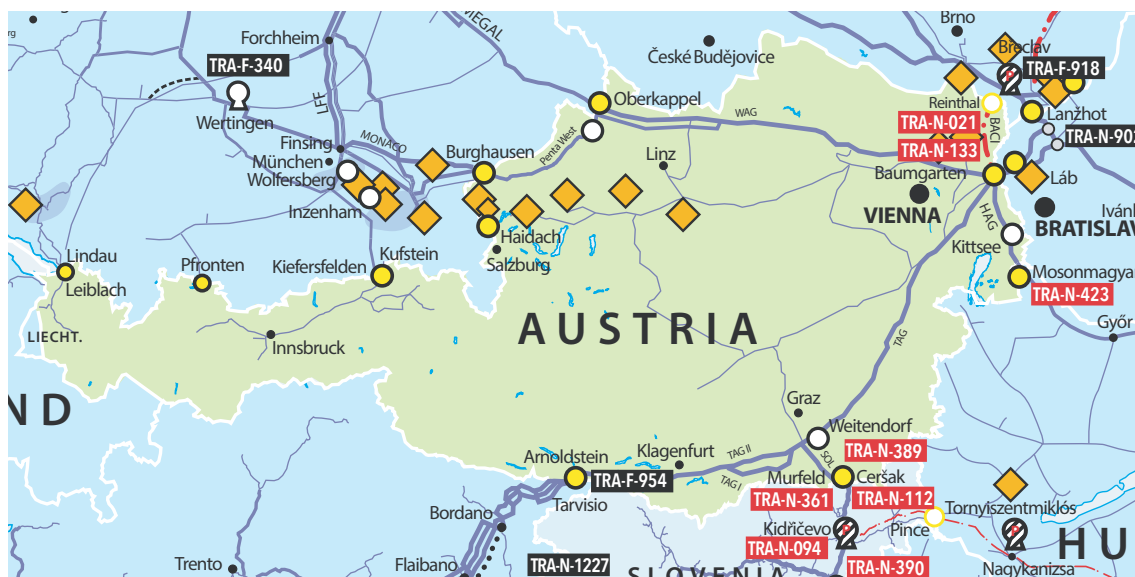 Forchheim
MEGAL
Brno
České Budějovice
Břeclav
TRA-F-340
TRA-F-918
LFF
Oberkappel
Reinthal
Lanžhot
Wertingen
WAG
TRA-N-021
BACI
MONACO
Penta West
TRA-N-133
Finsing
München
Burghausen
Linz
Wolfersberg
Baumgarten
Láb
Inzenham
VIENNA
HAG
BRATISLAV
Haidach
Kittsee
Salzburg
Lindau
Pfronten
Kiefersfelden
Kufstein
Mosonmagya
Leiblach
TRA-N-423
LIECHT.
Innsbruck
AUSTRIA
Győr
TAG
ND
Graz
Weitendorf
Arnoldstein
Klagenfurt
TAG II
SOL
TRA-N-389
TRA-F-954
TAG I
Murfeld
Ceršak
Tarvisio
TRA-N-361
TRA-N-112
Tornyiszentmiklós
Bordano
Kidričevo
Pince
TRA-N-094
HU
Trento
Flaibano
TRA-N-1227
SLOVENIA
TRA-N-390
Nagykanizsa